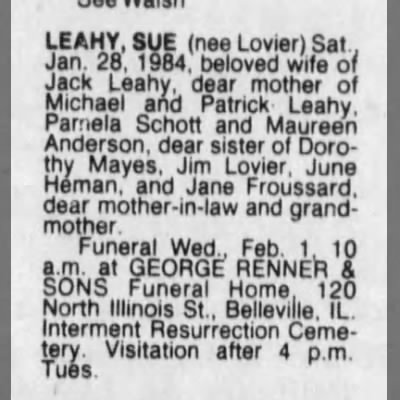 See Walsh
LEAHY, SUE (nee Lovier) Sat.,
Jan. 28, 1984, beloved wife of
Jack Leahy, dear mother of
Michael and Patrick Leahy,
Pamela Schott and Maureen
Anderson, dear sister of Doro-
thy Mayes, Jim Lovier, June
Heman, and Jane Froussard,
dear mother-in-law and grand-
mother.
Funeral Wed., Feb. 1, 10
a.m. at GEORGE RENNER &
SONS Funeral Home, 120
North Illinois St., Belleville, IL.
Interment Resurrection Ceme-
tery. Visitation after 4 p.m.
Tues.